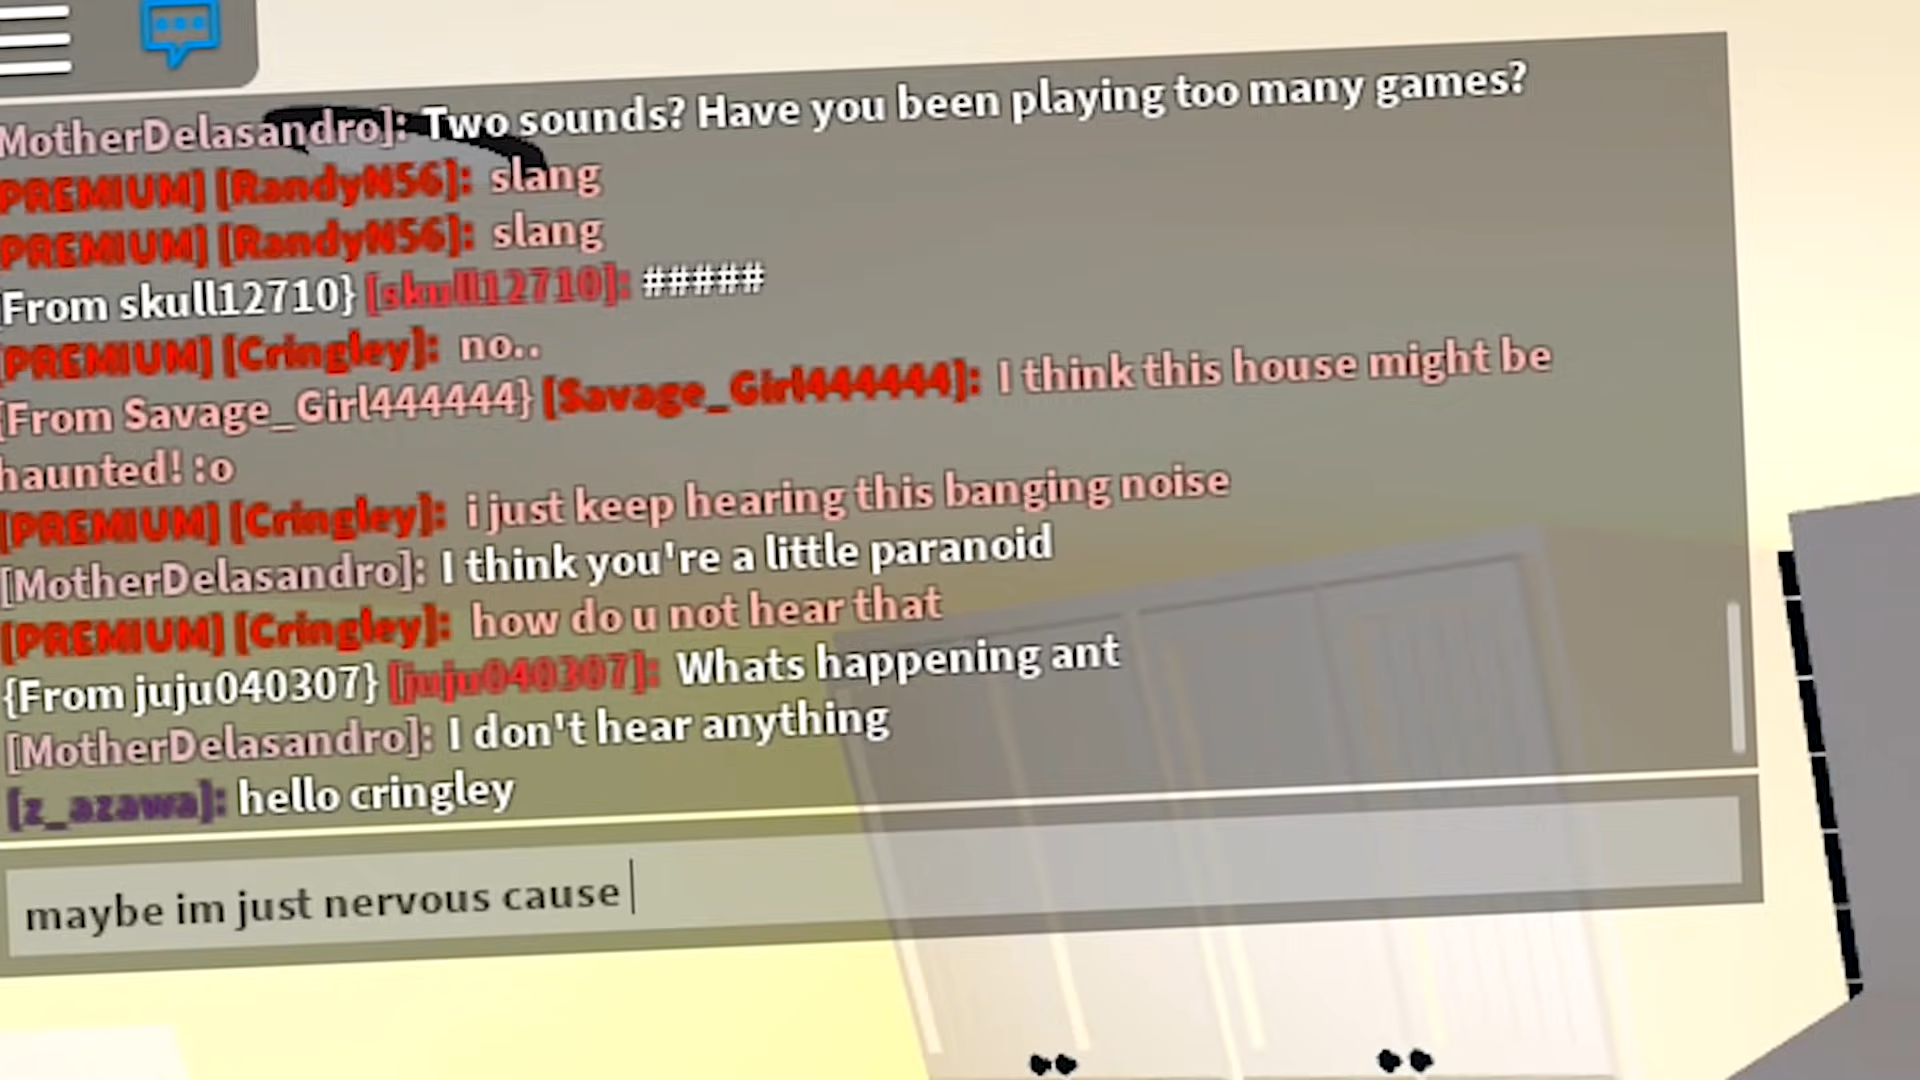 MotherDelasandro]: Two sounds? Have you been playing too many games?
PREMIUM] [RandyN56]: slang
PREMIUM] [RandyN56]: slang
From skull12710} [skull12710]: #####
[PREMIUM] [Cringley]: no..
{From Savage_Girl444444} [Savage_Girl444444]: I think this house might be
haunted! :o
[PREMIUM] [Cringley]: i just keep hearing this banging noise
[MotherDelasandro]: I think you're a little paranoid
[PREMIUM] [Cringley]: how do u not hear that
{From juju040307} [juju040307]: Whats happening ant
[MotherDelasandro]: I don't hear anything
[z_azawa]: hello cringley
maybe im just nervous cause